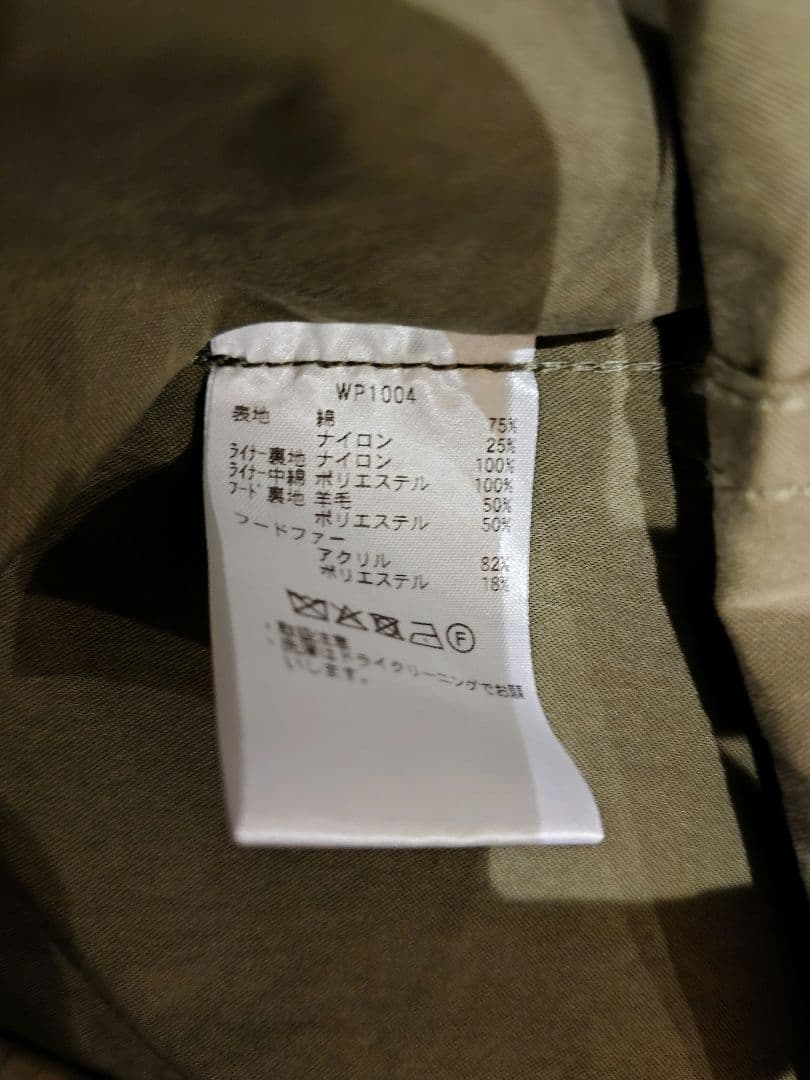 WP1004
表地 綿 75%
ナイロン 25%
ﾗｲﾅｰ裏地 ナイロン 100%
ﾗｲﾅｰ中綿 ポリエステル 100%
ﾌｰﾄﾞ裏地 羊毛 50%
ポリエステル 50%
フードファー
アクリル 82%
ポリエステル 18%
F
・取扱注意
・洗濯はドライクリーニングでお願
いします。